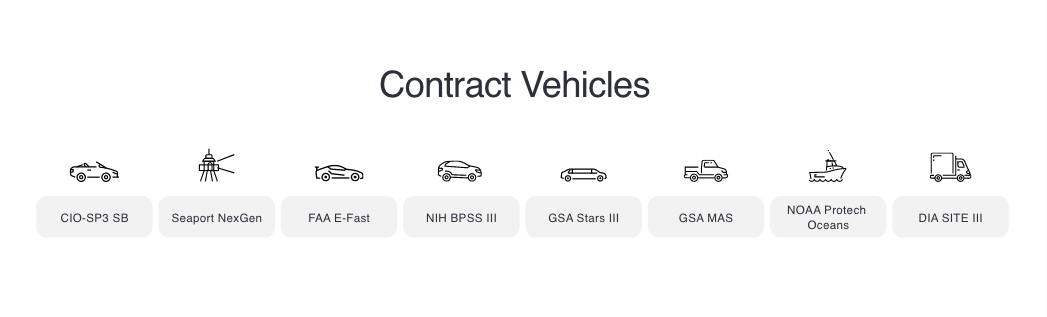 Contract Vehicles
CIO-SP3 SB
Seaport NexGen
FAA E-Fast
NIH BPSS III
GSA Stars III
GSA MAS
NOAA Protech
Oceans
DIA SITE III